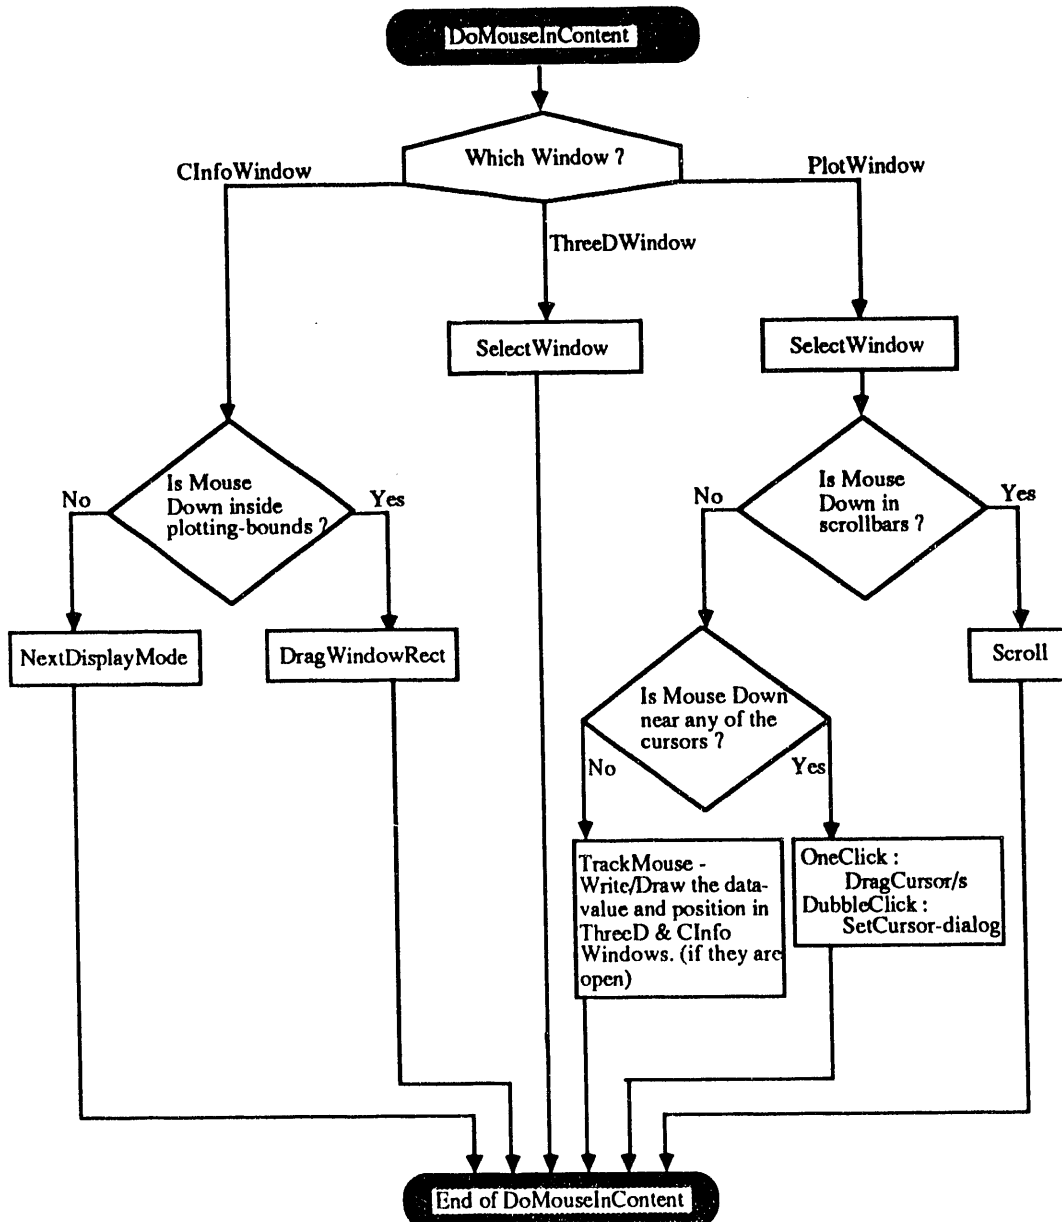 DoMouseInContent
Which Window ?
CInfoWindow
PlotWindow
ThreeDWindow
SelectWindow
SelectWindow
Is Mouse
Down inside
plotting-bounds ?
No
Yes
Is Mouse
Down in
scrollbars ?
No
Yes
NextDisplayMode
DragWindowRect
Scroll
Is Mouse Down
near any of the
cursors ?
No
Yes
TrackMouse -
Write/Draw the data-
value and position in
ThreeD & CInfo
Windows. (if they are
open)
OneClick :
DragCursor/s
DubbleClick :
SetCursor-dialog
End of DoMouseInContent